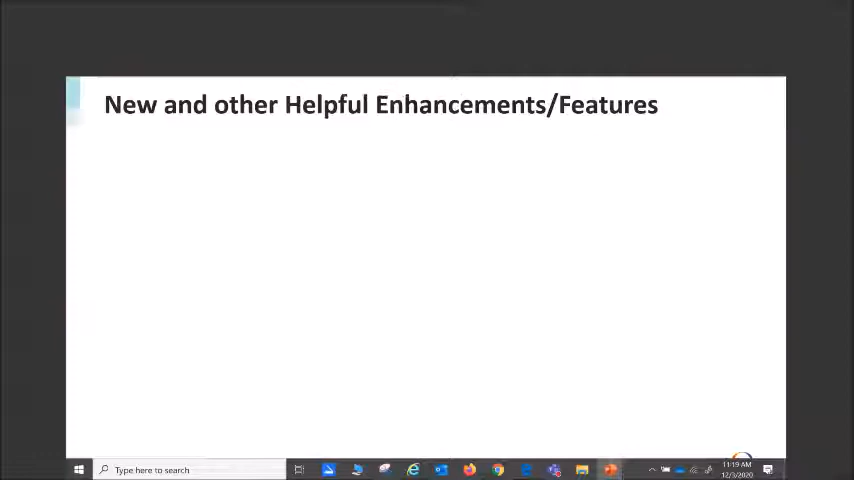 New and other Helpful Enhancements/Features
Type here to search
11:19 AM
12/3/2020